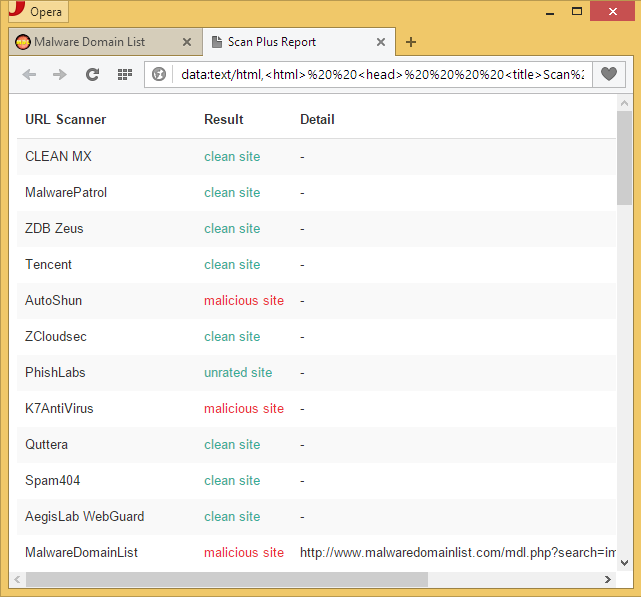 Opera
Malware Domain List
Scan Plus Report
data:text/html,<html>%20%20<head>%20%20%20%20<title>Scan%2
URL Scanner Result Detail
CLEAN MX clean site -
MalwarePatrol clean site -
ZDB Zeus clean site -
Tencent clean site -
AutoShun malicious site -
ZCloudsec clean site -
PhishLabs unrated site -
K7AntiVirus malicious site -
Quttera clean site -
Spam404 clean site -
AegisLab WebGuard clean site -
MalwareDomainList malicious site http://www.malwaredomainlist.com/mdl.php?search=im